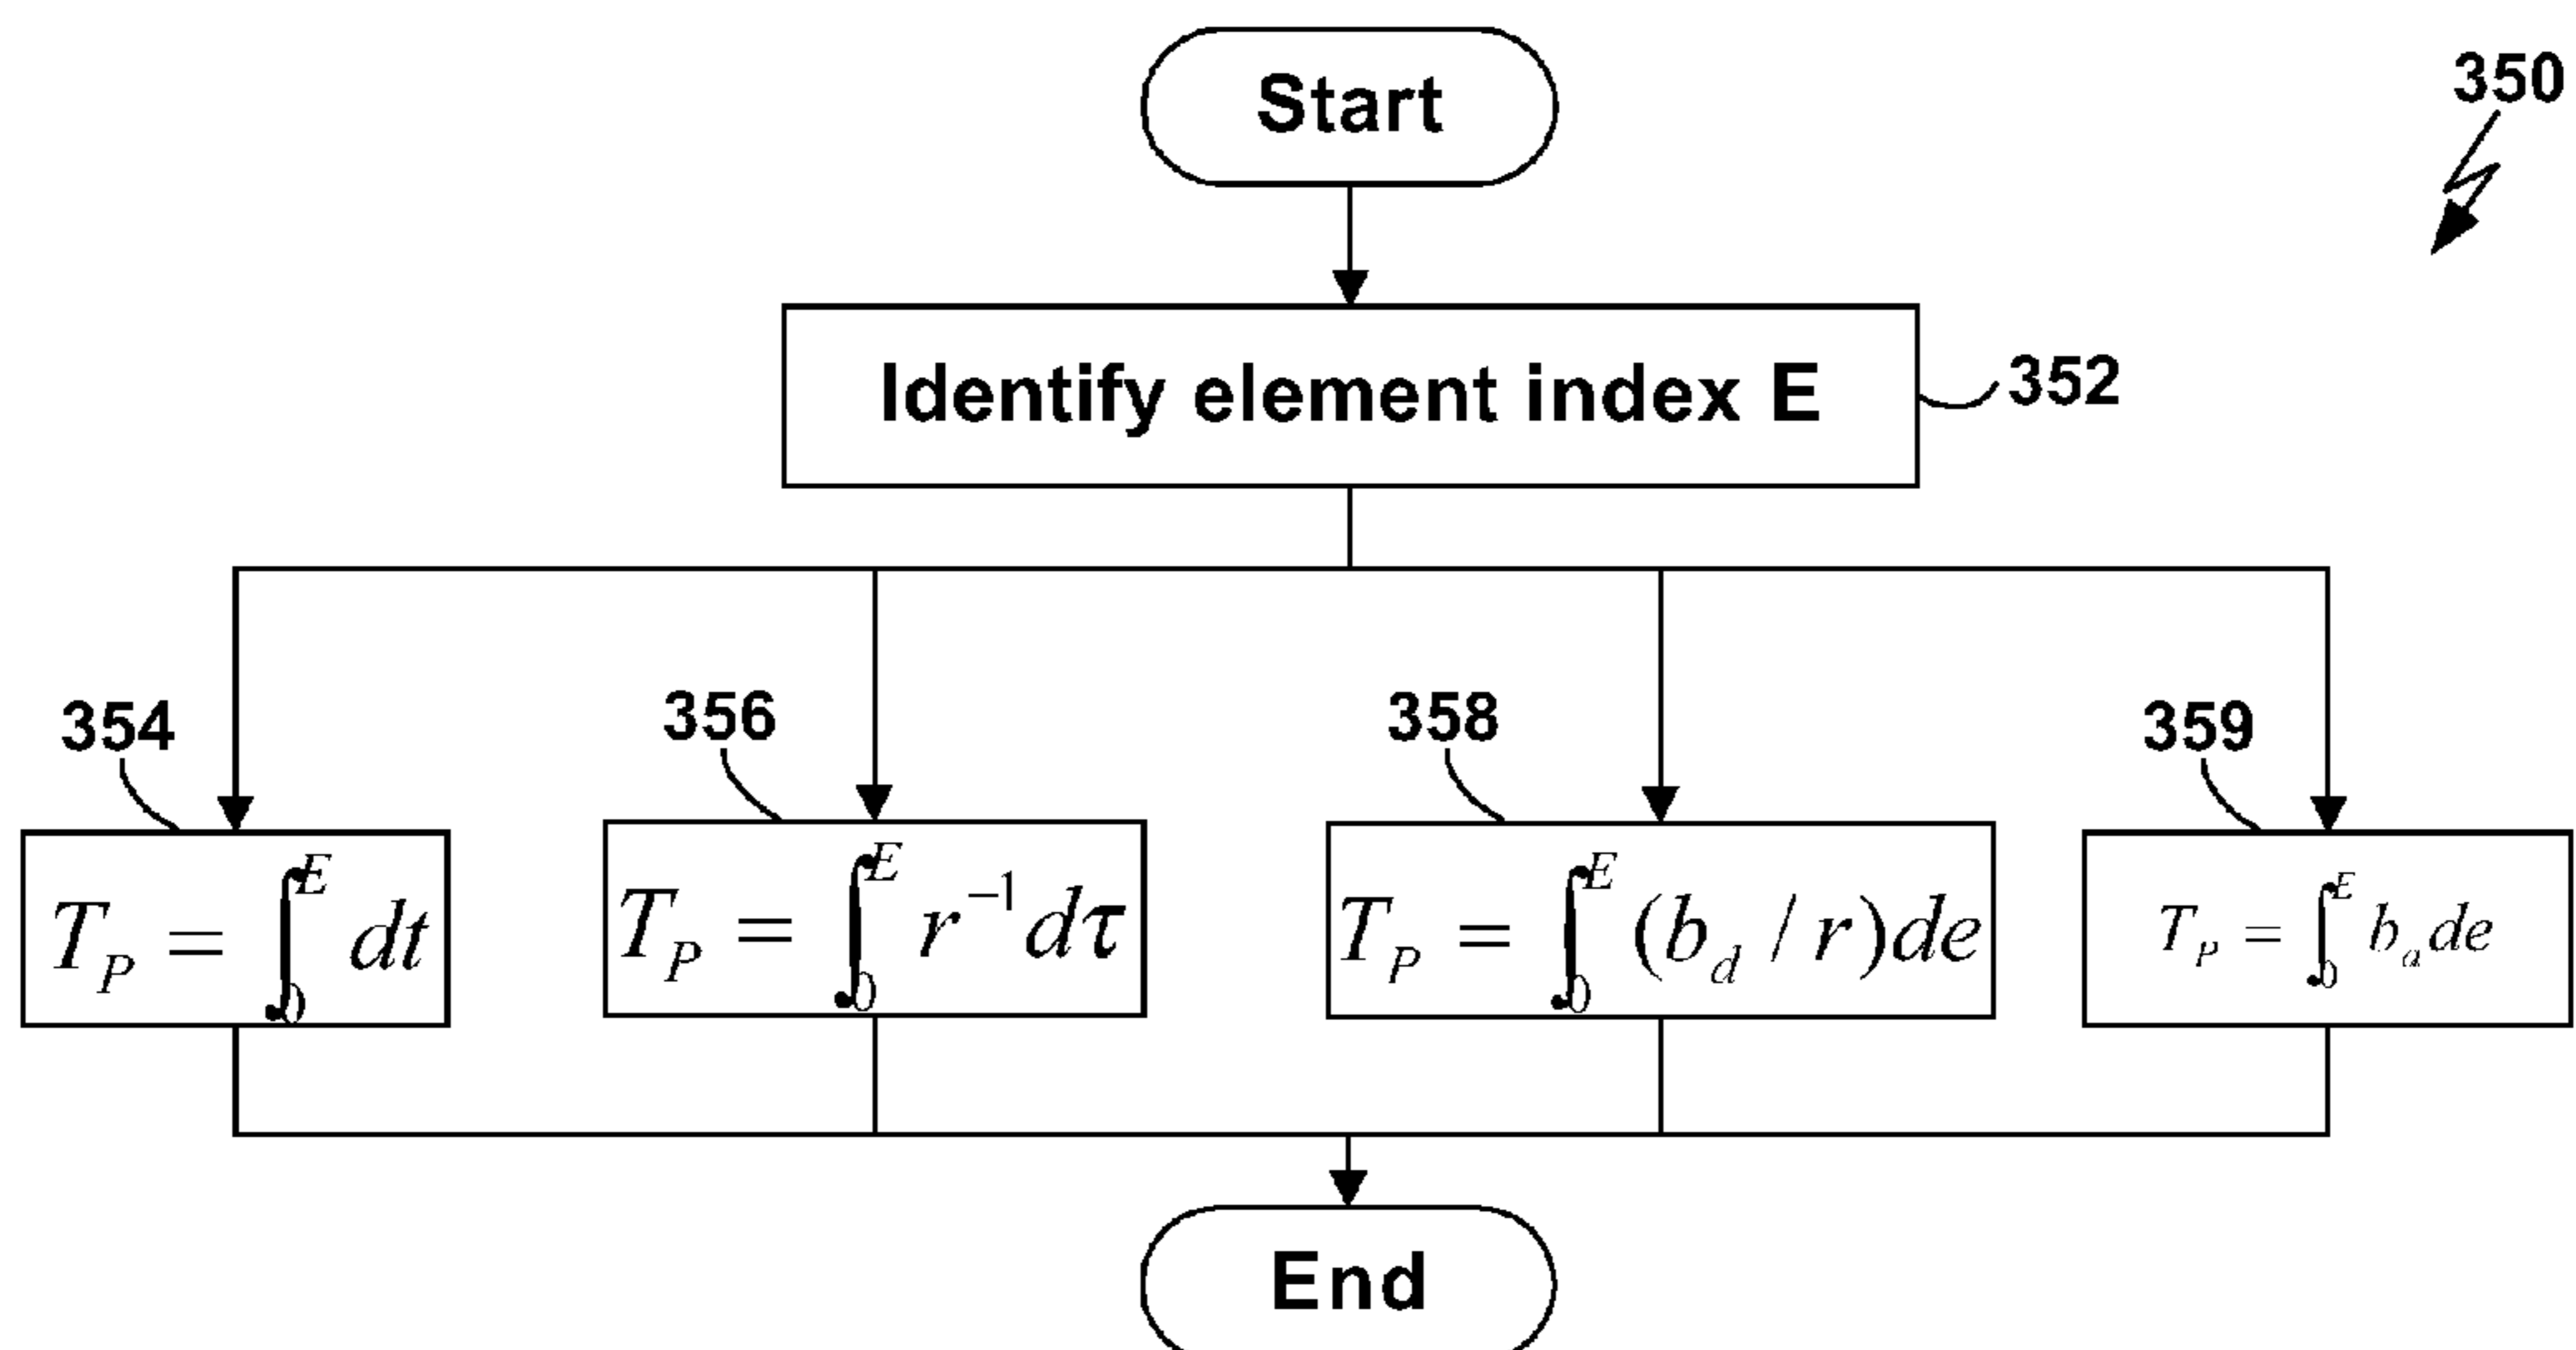 Start
350
Identify element index E
352
354
356
358
359
T_P = ∫_0^E dt
T_P = ∫_0^E r^{-1} dτ
T_P = ∫_0^E (b_d / r) de
T_P = ∫_0^E b_a de
End